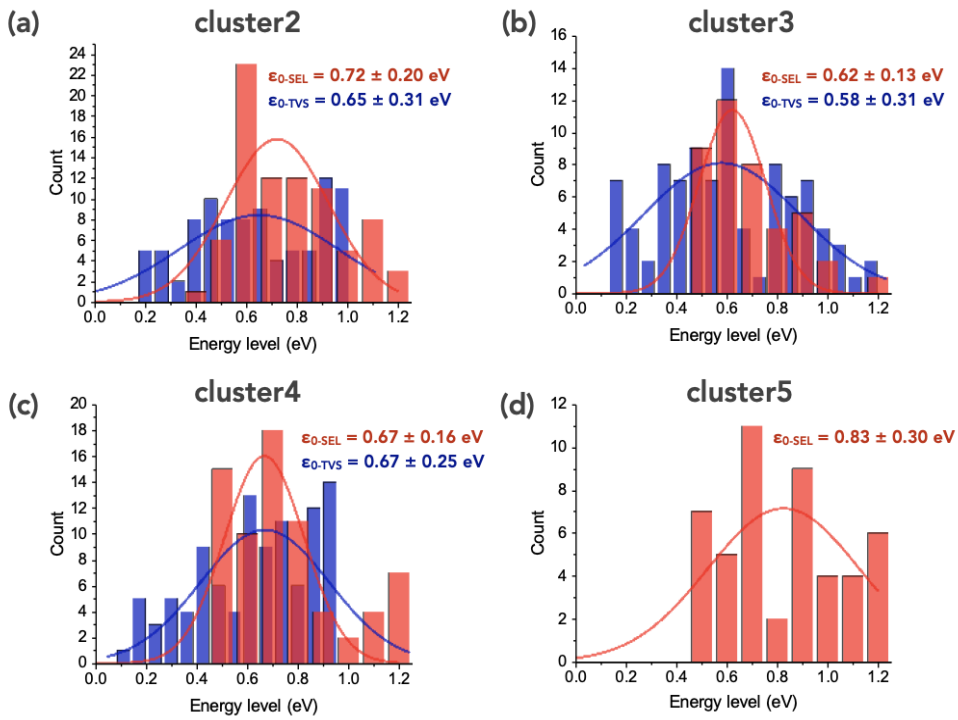 (a) cluster2
24
22
20
18
16
14
12
10
8
6
4
2
0
Count
ε0-SEL = 0.72 ± 0.20 eV
ε0-TVS = 0.65 ± 0.31 eV
0.0 0.2 0.4 0.6 0.8 1.0 1.2
Energy level (eV)
(b) cluster3
16
14
12
10
8
6
4
2
0
Count
ε0-SEL = 0.62 ± 0.13 eV
ε0-TVS = 0.58 ± 0.31 eV
0.0 0.2 0.4 0.6 0.8 1.0 1.2
Energy level (eV)
(c) cluster4
20
18
16
14
12
10
8
6
4
2
0
Count
ε0-SEL = 0.67 ± 0.16 eV
ε0-TVS = 0.67 ± 0.25 eV
0.0 0.2 0.4 0.6 0.8 1.0 1.2
Energy level (eV)
(d) cluster5
12
10
8
6
4
2
0
Count
ε0-SEL = 0.83 ± 0.30 eV
0.0 0.2 0.4 0.6 0.8 1.0 1.2
Energy level (eV)